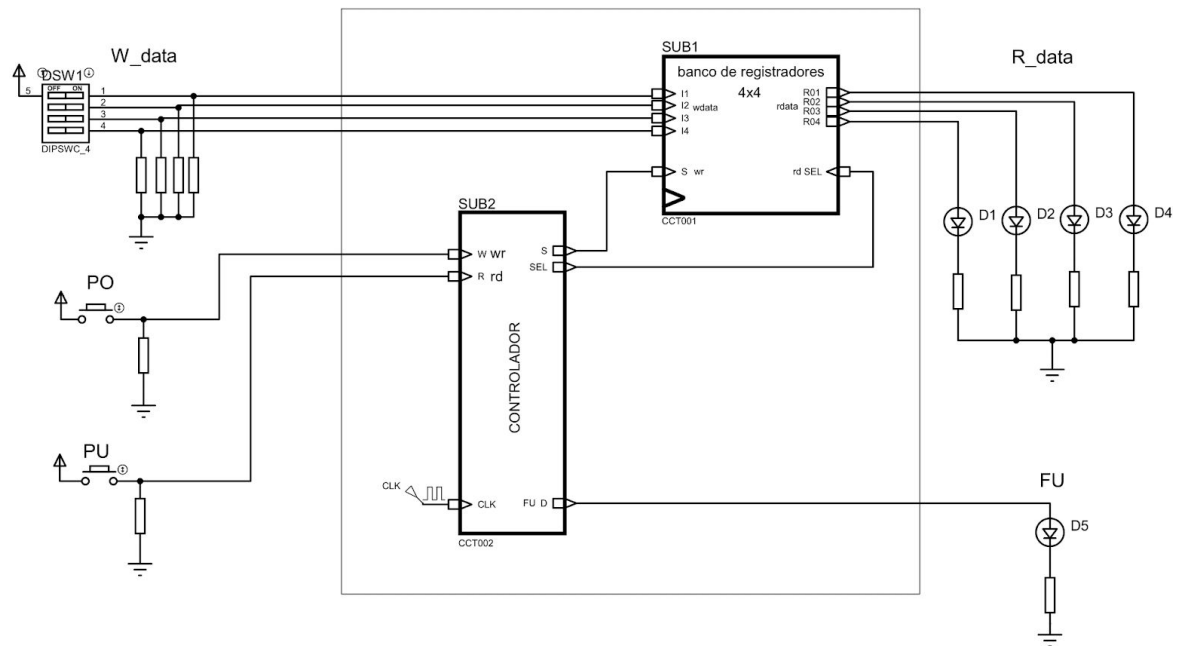 W_data
DSW1
OFF ON
5
1
2
3
4
DIPSWC_4
SUB1
banco de registradores
4x4
I1
I2 wdata
I3
I4
R01
R02
rdata
R03
R04
S wr
rd SEL
CCT001
R_data
D1
D2
D3
D4
SUB2
W wr
R rd
S
SEL
CONTROLADOR
CLK
CLK
FU D
CCT002
PO
PU
FU
D5